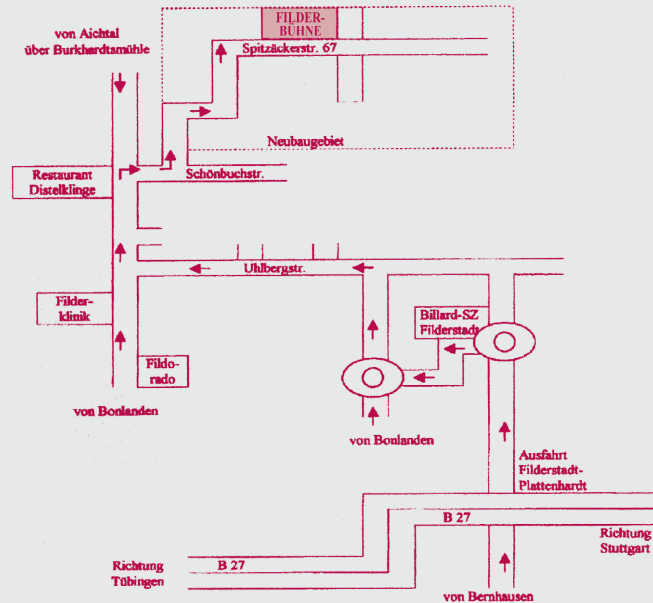 FILDER-
BÜHNE
von Aichtal
über Burkhardtsmühle
Spitzäckerstr. 67
Neubaugebiet
Restaurant
Distelklinge
Schönbuchstr.
Uhlbergstr.
Filder-
klinik
Billard-SZ
Filderstadt
Fildo-
rado
von Bonlanden
von Bonlanden
Ausfahrt
Filderstadt-
Plattenhardt
B 27
Richtung
Stuttgart
B 27
Richtung
Tübingen
von Bernhausen